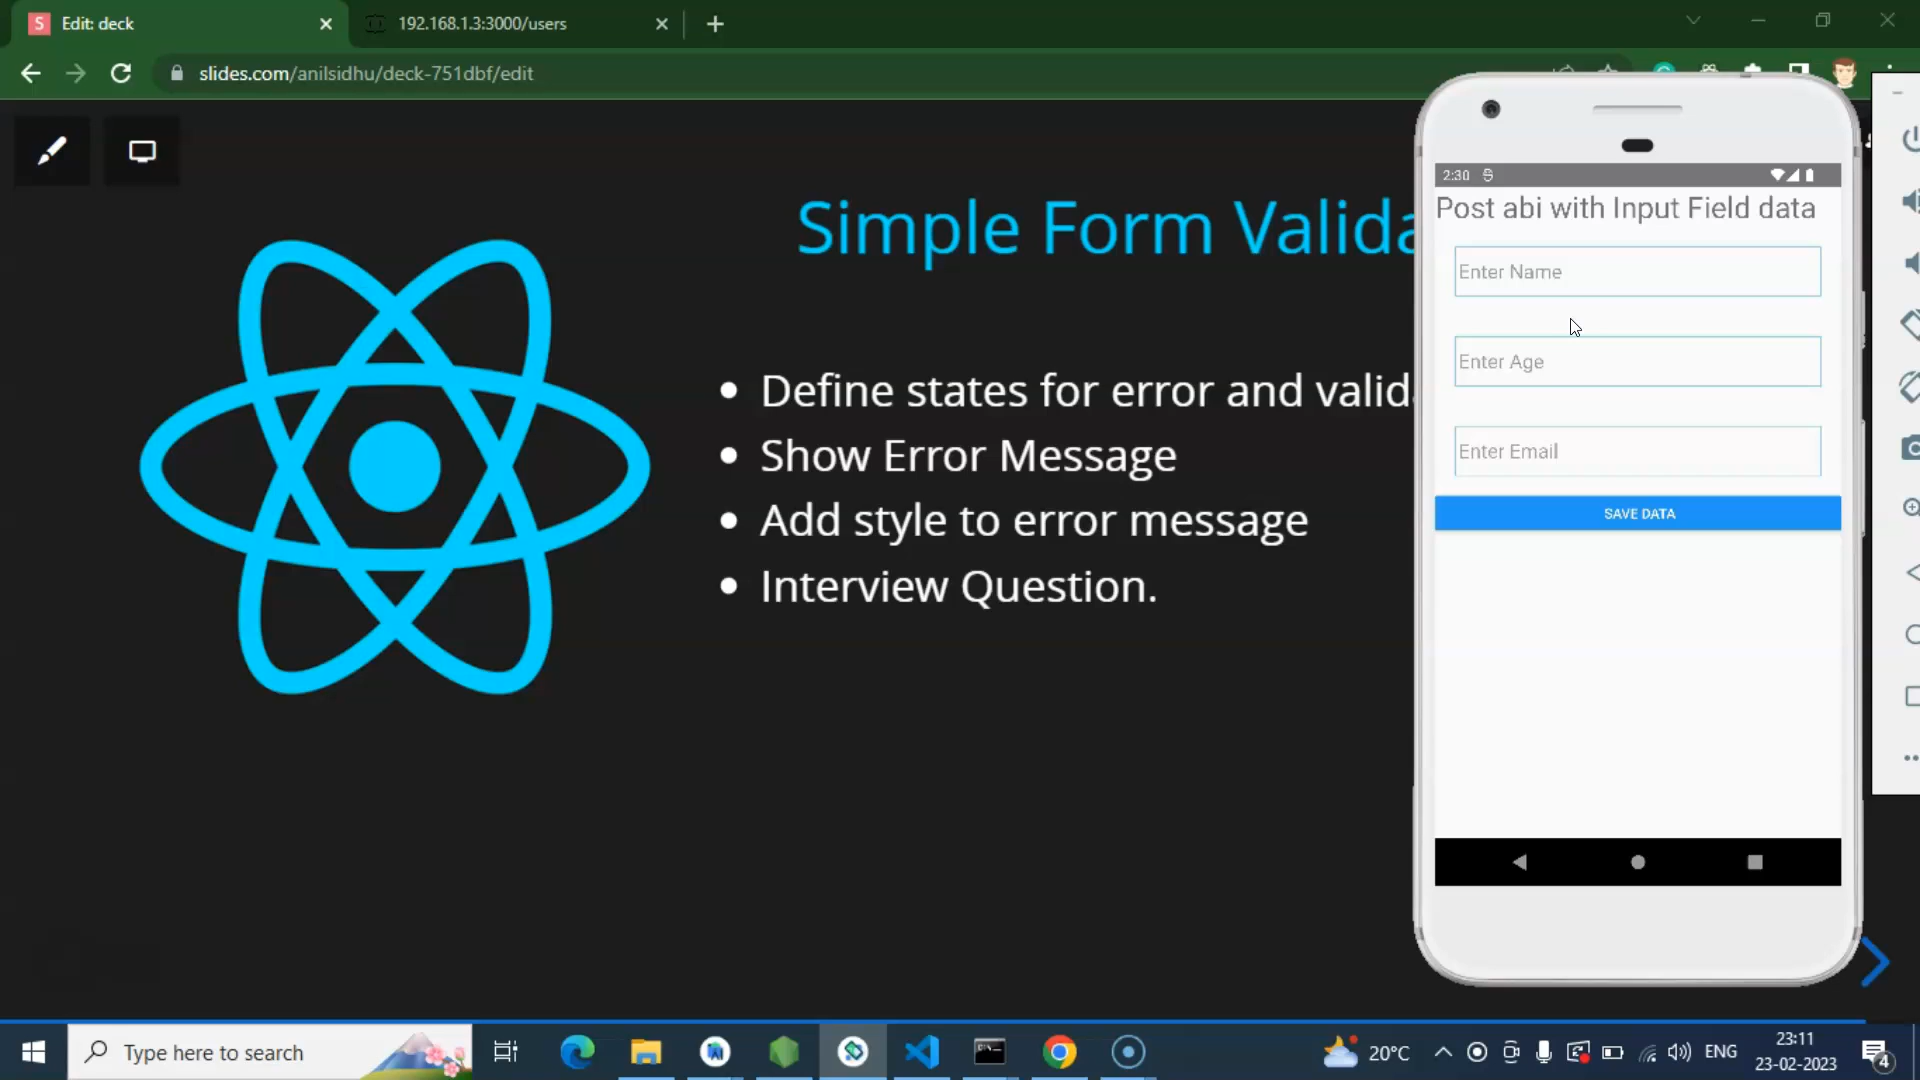 S Edit: deck
192.168.1.3:3000/users
slides.com/anilsidhu/deck-751dbf/edit
Simple Form Valida
Define states for error and valid
Show Error Message
Add style to error message
Interview Question.
2:30
Post abi with Input Field data
Enter Name
Enter Age
Enter Email
SAVE DATA
Type here to search
20°C
ENG
23:11
23-02-2023
4